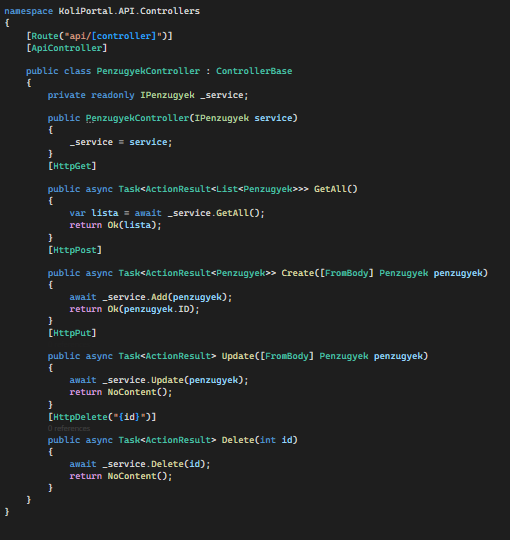 namespace KoliPortal.API.Controllers
{
[Route("api/[controller]")]
[ApiController]
public class PenzugyekController : ControllerBase
{
private readonly IPenzugyek _service;
public PenzugyekController(IPenzugyek service)
{
_service = service;
}
[HttpGet]
public async Task<ActionResult<List<Penzugyek>>> GetAll()
{
var lista = await _service.GetAll();
return Ok(lista);
}
[HttpPost]
public async Task<ActionResult<Penzugyek>> Create([FromBody] Penzugyek penzugyek)
{
await _service.Add(penzugyek);
return Ok(penzugyek.ID);
}
[HttpPut]
public async Task<ActionResult> Update([FromBody] Penzugyek penzugyek)
{
await _service.Update(penzugyek);
return NoContent();
}
[HttpDelete("{id}")]
0 references
public async Task<ActionResult> Delete(int id)
{
await _service.Delete(id);
return NoContent();
}
}
}